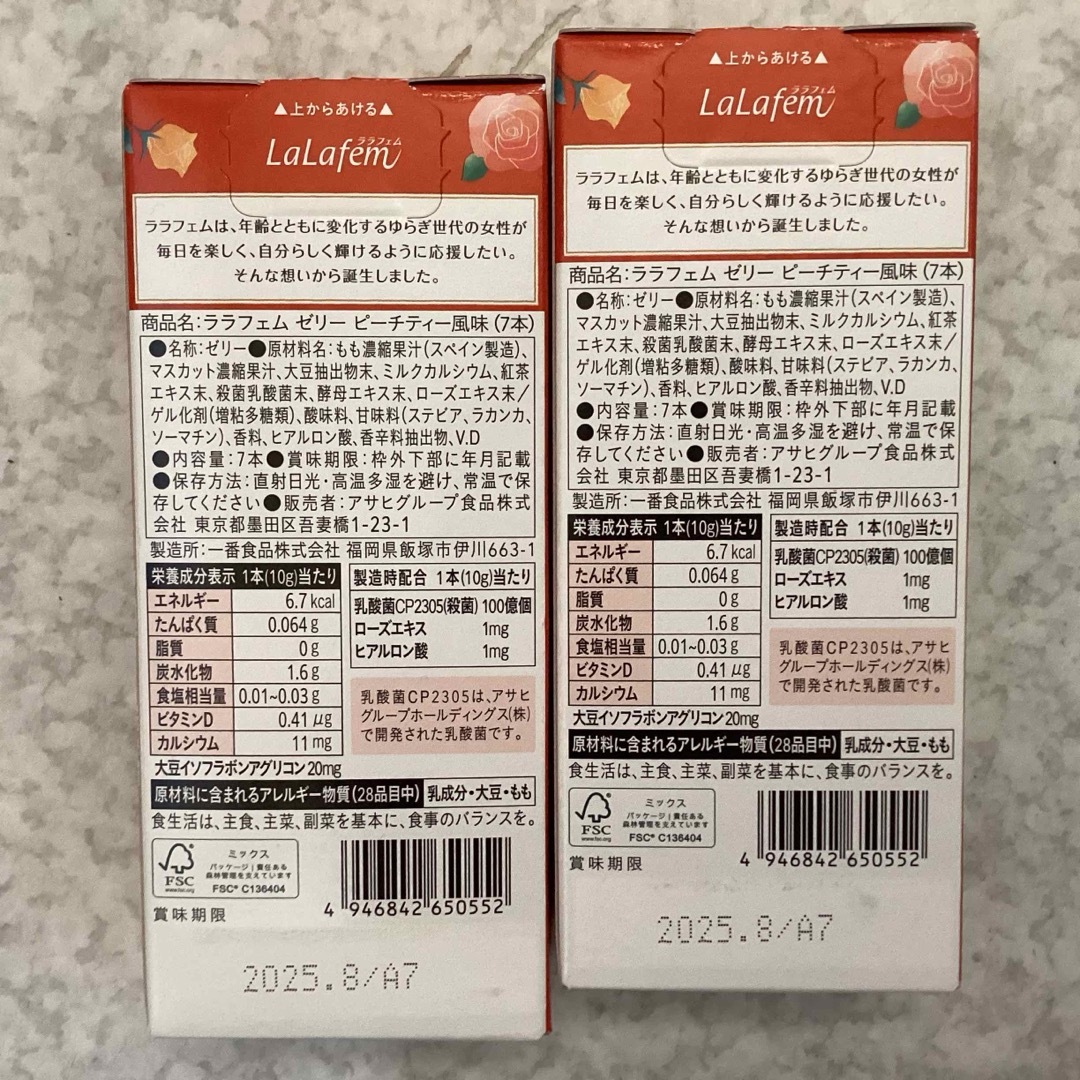 ▲上からあける▲
ララフェム
LaLafem
ララフェムは、年齢とともに変化するゆらぎ世代の女性が
毎日を楽しく、自分らしく輝けるように応援したい。
そんな想いから誕生しました。
商品名:ララフェム ゼリー ピーチティー風味(7本)
●名称:ゼリー●原材料名:もも濃縮果汁(スペイン製造)、
マスカット濃縮果汁、大豆抽出物末、ミルクカルシウム、紅茶
エキス末、殺菌乳酸菌末、酵母エキス末、ローズエキス末/
ゲル化剤(増粘多糖類)、酸味料、甘味料(ステビア、ラカンカ、
ソーマチン)、香料、ヒアルロン酸、香辛料抽出物、V.D
●内容量:7本●賞味期限:枠外下部に年月記載
●保存方法:直射日光・高温多湿を避け、常温で保
存してください●販売者:アサヒグループ食品株式
会社 東京都墨田区吾妻橋1-23-1
製造所:一番食品株式会社 福岡県飯塚市伊川663-1
栄養成分表示 1本(10g)当たり
エネルギー 6.7kcal
たんぱく質 0.064g
脂質 0g
炭水化物 1.6g
食塩相当量 0.01~0.03g
ビタミンD 0.41μg
カルシウム 11mg
製造時配合 1本(10g)当たり
乳酸菌CP2305(殺菌) 100億個
ローズエキス 1mg
ヒアルロン酸 1mg
乳酸菌CP2305は、アサヒ
グループホールディングス(株)
で開発された乳酸菌です。
大豆イソフラボンアグリコン20mg
原材料に含まれるアレルギー物質(28品目中) 乳成分・大豆・もも
食生活は、主食、主菜、副菜を基本に、食事のバランスを。
FSC
www.fsc.org
ミックス
パッケージ|責任ある
森林管理を支えています
FSC® C136404
4 946842 650552
賞味期限
2025.8/A7
▲上からあける▲
ララフェム
LaLafem
ララフェムは、年齢とともに変化するゆらぎ世代の女性が
毎日を楽しく、自分らしく輝けるように応援したい。
そんな想いから誕生しました。
商品名:ララフェム ゼリー ピーチティー風味(7本)
●名称:ゼリー●原材料名:もも濃縮果汁(スペイン製造)、
マスカット濃縮果汁、大豆抽出物末、ミルクカルシウム、紅茶
エキス末、殺菌乳酸菌末、酵母エキス末、ローズエキス末/
ゲル化剤(増粘多糖類)、酸味料、甘味料(ステビア、ラカンカ、
ソーマチン)、香料、ヒアルロン酸、香辛料抽出物、V.D
●内容量:7本●賞味期限:枠外下部に年月記載
●保存方法:直射日光・高温多湿を避け、常温で保
存してください●販売者:アサヒグループ食品株式
会社 東京都墨田区吾妻橋1-23-1
製造所:一番食品株式会社 福岡県飯塚市伊川663-1
栄養成分表示 1本(10g)当たり
エネルギー 6.7kcal
たんぱく質 0.064g
脂質 0g
炭水化物 1.6g
食塩相当量 0.01~0.03g
ビタミンD 0.41μg
カルシウム 11mg
製造時配合 1本(10g)当たり
乳酸菌CP2305(殺菌) 100億個
ローズエキス 1mg
ヒアルロン酸 1mg
乳酸菌CP2305は、アサヒ
グループホールディングス(株)
で開発された乳酸菌です。
大豆イソフラボンアグリコン20mg
原材料に含まれるアレルギー物質(28品目中) 乳成分・大豆・もも
食生活は、主食、主菜、副菜を基本に、食事のバランスを。
FSC
www.fsc.org
ミックス
パッケージ|責任ある
森林管理を支えています
FSC® C136404
4 946842 650552
賞味期限
2025.8/A7